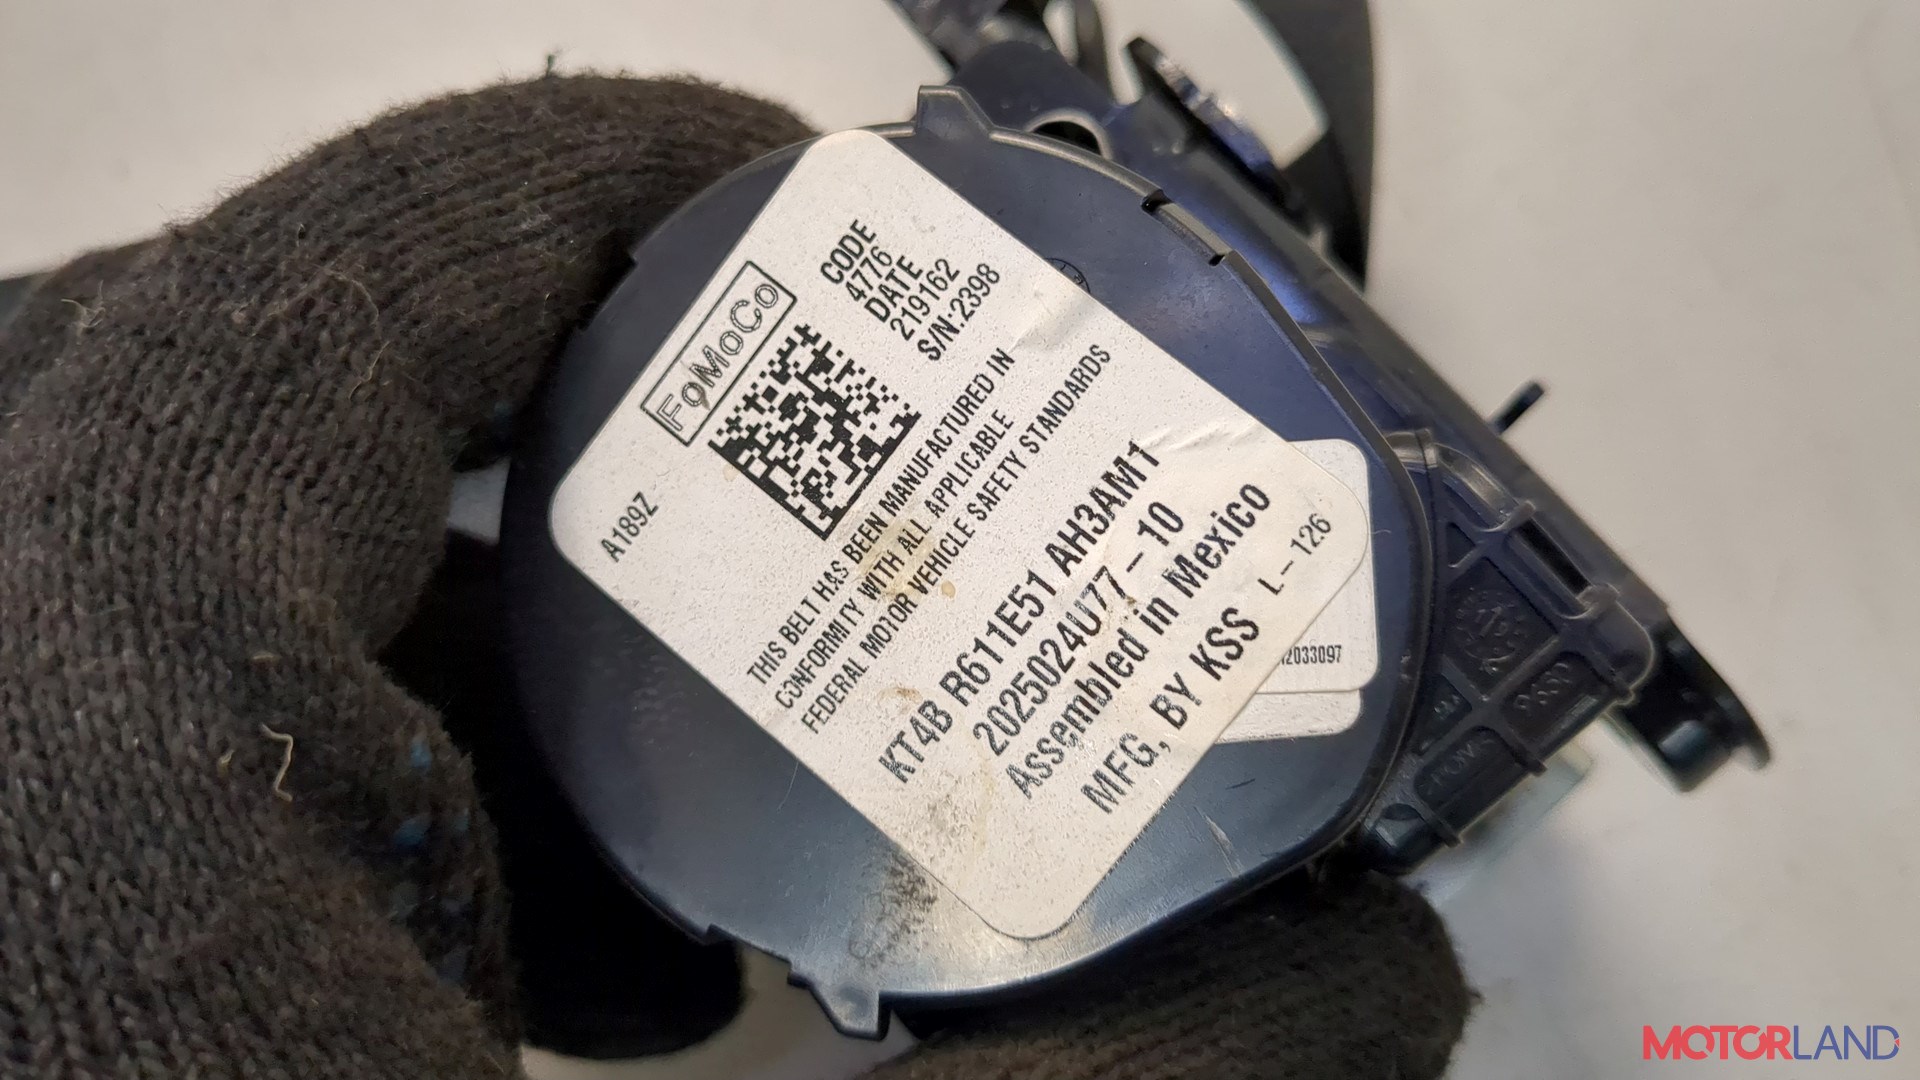 FoMoCo
CODE
4776
DATE
219162
S/N:2398
A189Z
THIS BELT HAS BEEN MANUFACTURED IN
CONFORMITY WITH ALL APPLICABLE
FEDERAL MOTOR VEHICLE SAFETY STANDARDS
KT4B R611E51 AH3AM1
2025024U77-10
Assembled in Mexico
MFG, BY KSS L-126
2033097
MOTORLAND